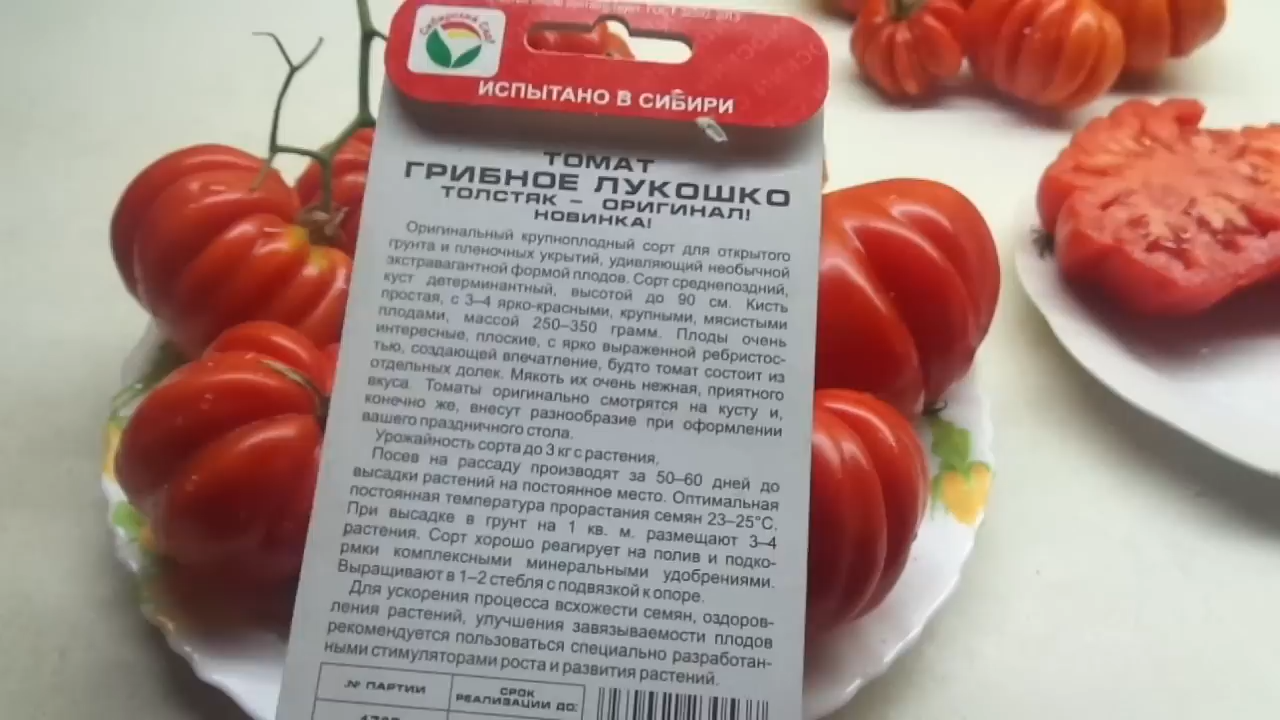 ГОСТ 32592-2013
Сибирский Сад
ИСПЫТАНО В СИБИРИ
ТОМАТ
ГРИБНОЕ ЛУКОШКО
ТОЛСТЯК – ОРИГИНАЛ!
НОВИНКА!
Оригинальный крупноплодный сорт для открытого
грунта и пленочных укрытий, удивляющий необычной
экстравагантной формой плодов. Сорт среднепоздний,
куст детерминантный, высотой до 90 см. Кисть
простая, с 3–4 ярко-красными, крупными, мясистыми
плодами, массой 250–350 грамм. Плоды очень
интересные, плоские, с ярко выраженной ребристос-
тью, создающей впечатление, будто томат состоит из
отдельных долек. Мякоть их очень нежная, приятного
вкуса. Томаты оригинально смотрятся на кусту и,
конечно же, внесут разнообразие при оформлении
вашего праздничного стола.
Урожайность сорта до 3 кг с растения.
Посев на рассаду производят за 50–60 дней до
высадки растений на постоянное место. Оптимальная
постоянная температура прорастания семян 23–25°С.
При высадке в грунт на 1 кв. м. размещают 3–4
растения. Сорт хорошо реагирует на полив и подко-
рмки комплексными минеральными удобрениями.
Выращивают в 1–2 стебля с подвязкой к опоре.
Для ускорения процесса всхожести семян, оздоров-
ления растений, улучшения завязываемости плодов
рекомендуется пользоваться специально разработан-
ными стимуляторами роста и развития растений.
№ ПАРТИИ
СРОК
РЕАЛИЗАЦИИ ДО: